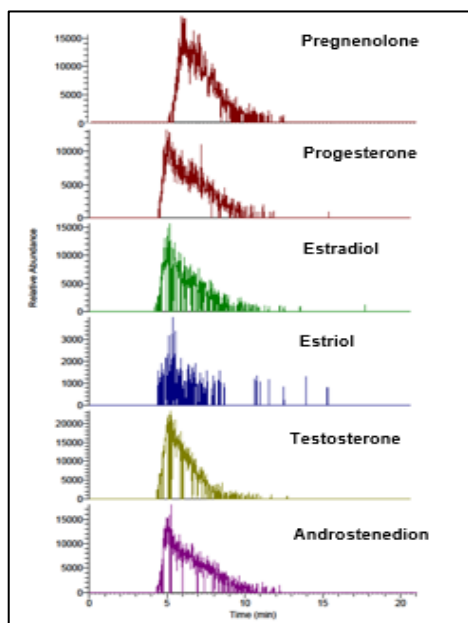 Pregnenolone
15000
10000
5000
0
Progesterone
10000
5000
0
Estradiol
15000
10000
5000
0
Relative Abundance
Estriol
3000
2000
1000
0
Testosterone
20000
15000
10000
5000
0
Androstenedion
15000
10000
5000
0
0 5 10 15 20
Time (min)